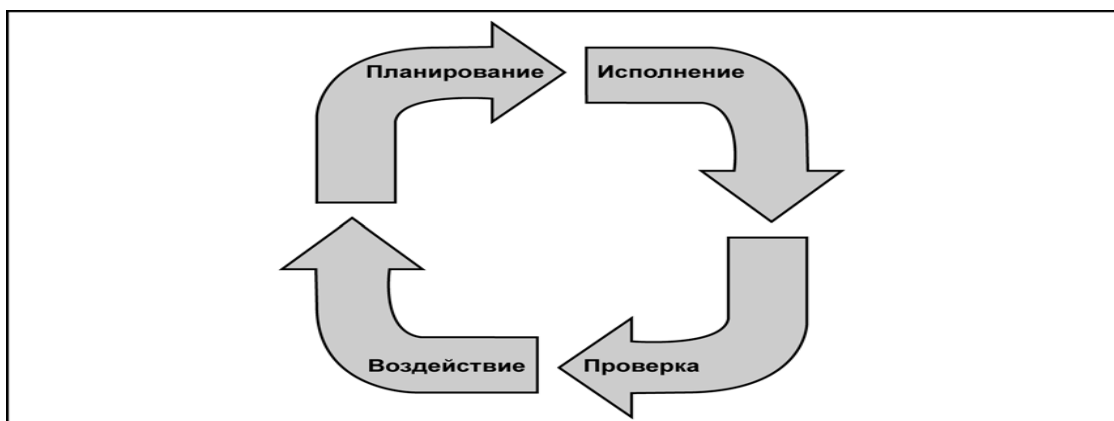 Планирование
Исполнение
Воздействие
Проверка